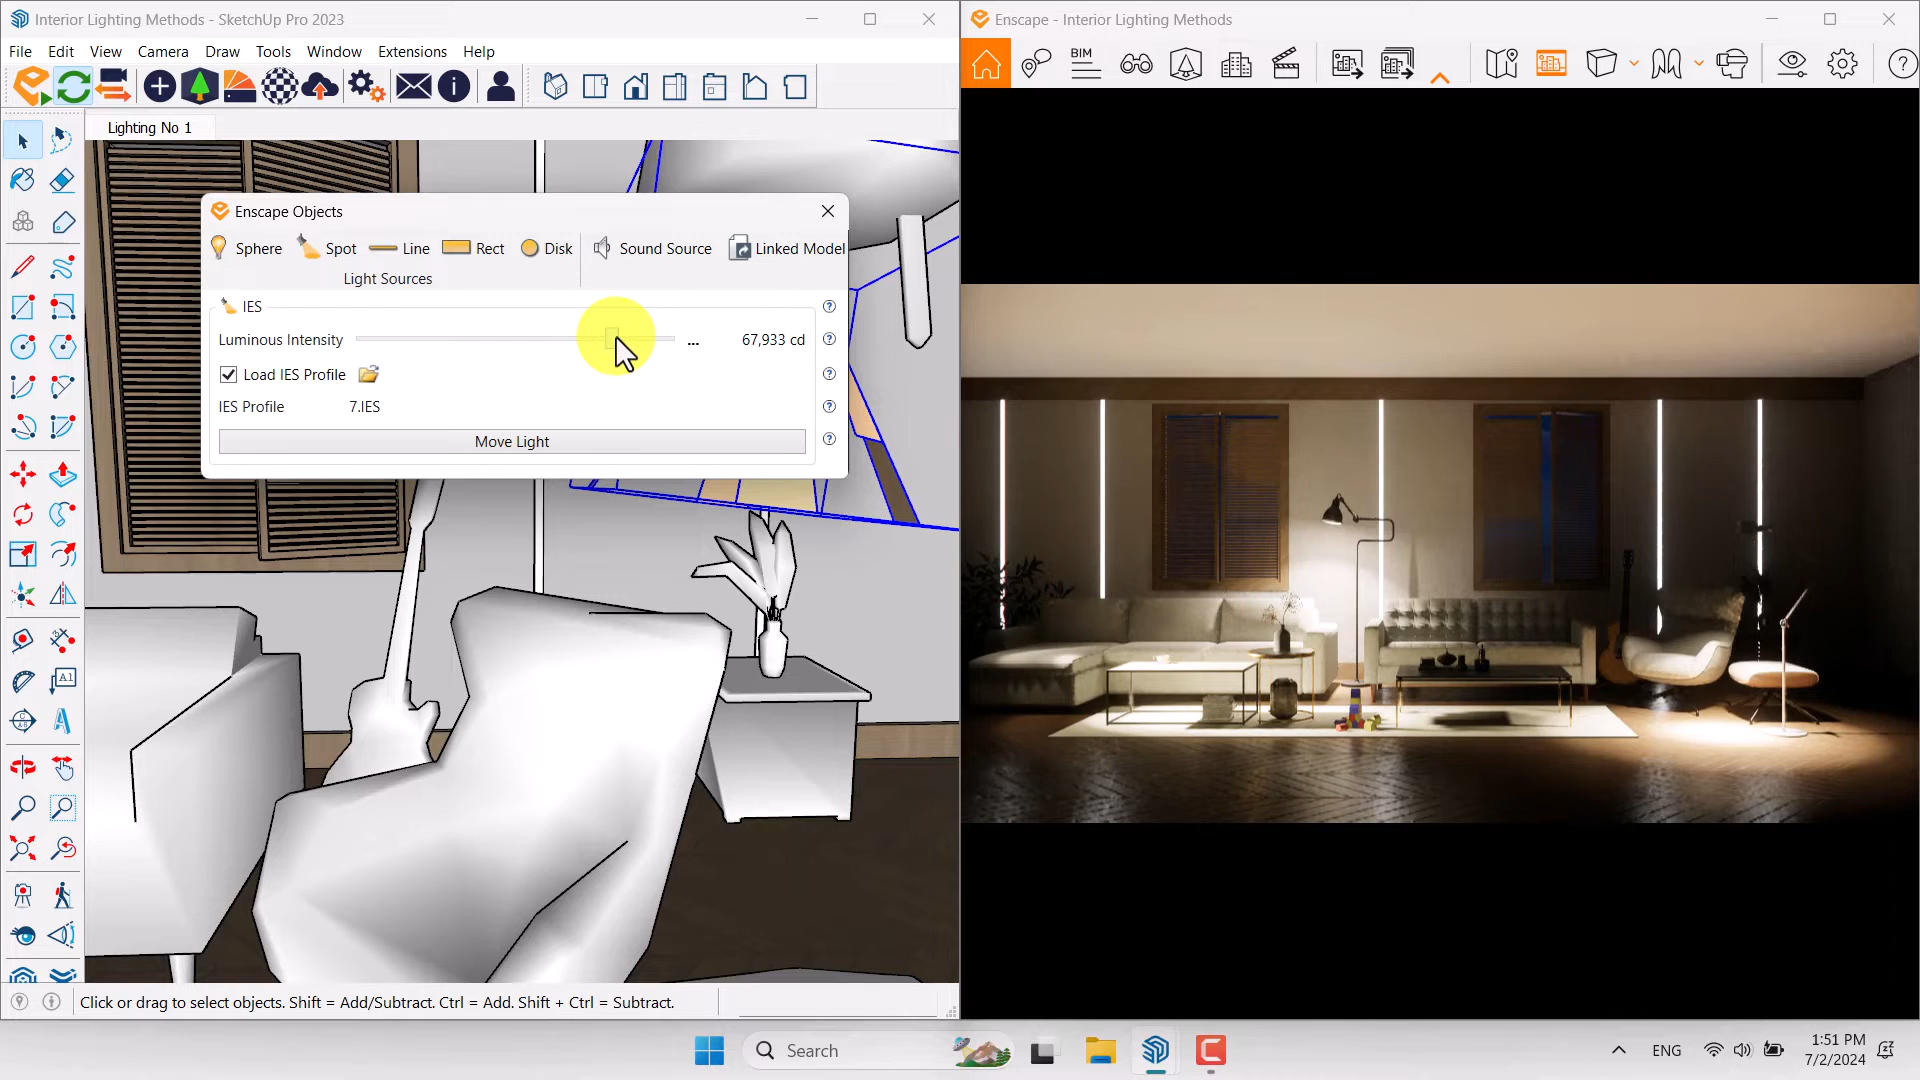 Interior Lighting Methods - SketchUp Pro 2023
File Edit View Camera Draw Tools Window Extensions Help
Lighting No 1
Enscape Objects
Sphere Spot Line Rect Disk Sound Source Linked Model
Light Sources
IES
Luminous Intensity ... 67,933 cd
Load IES Profile
IES Profile 7.IES
Move Light
Click or drag to select objects. Shift = Add/Subtract. Ctrl = Add. Shift + Ctrl = Subtract.
Enscape - Interior Lighting Methods
BIM
Search
ENG
1:51 PM
7/2/2024